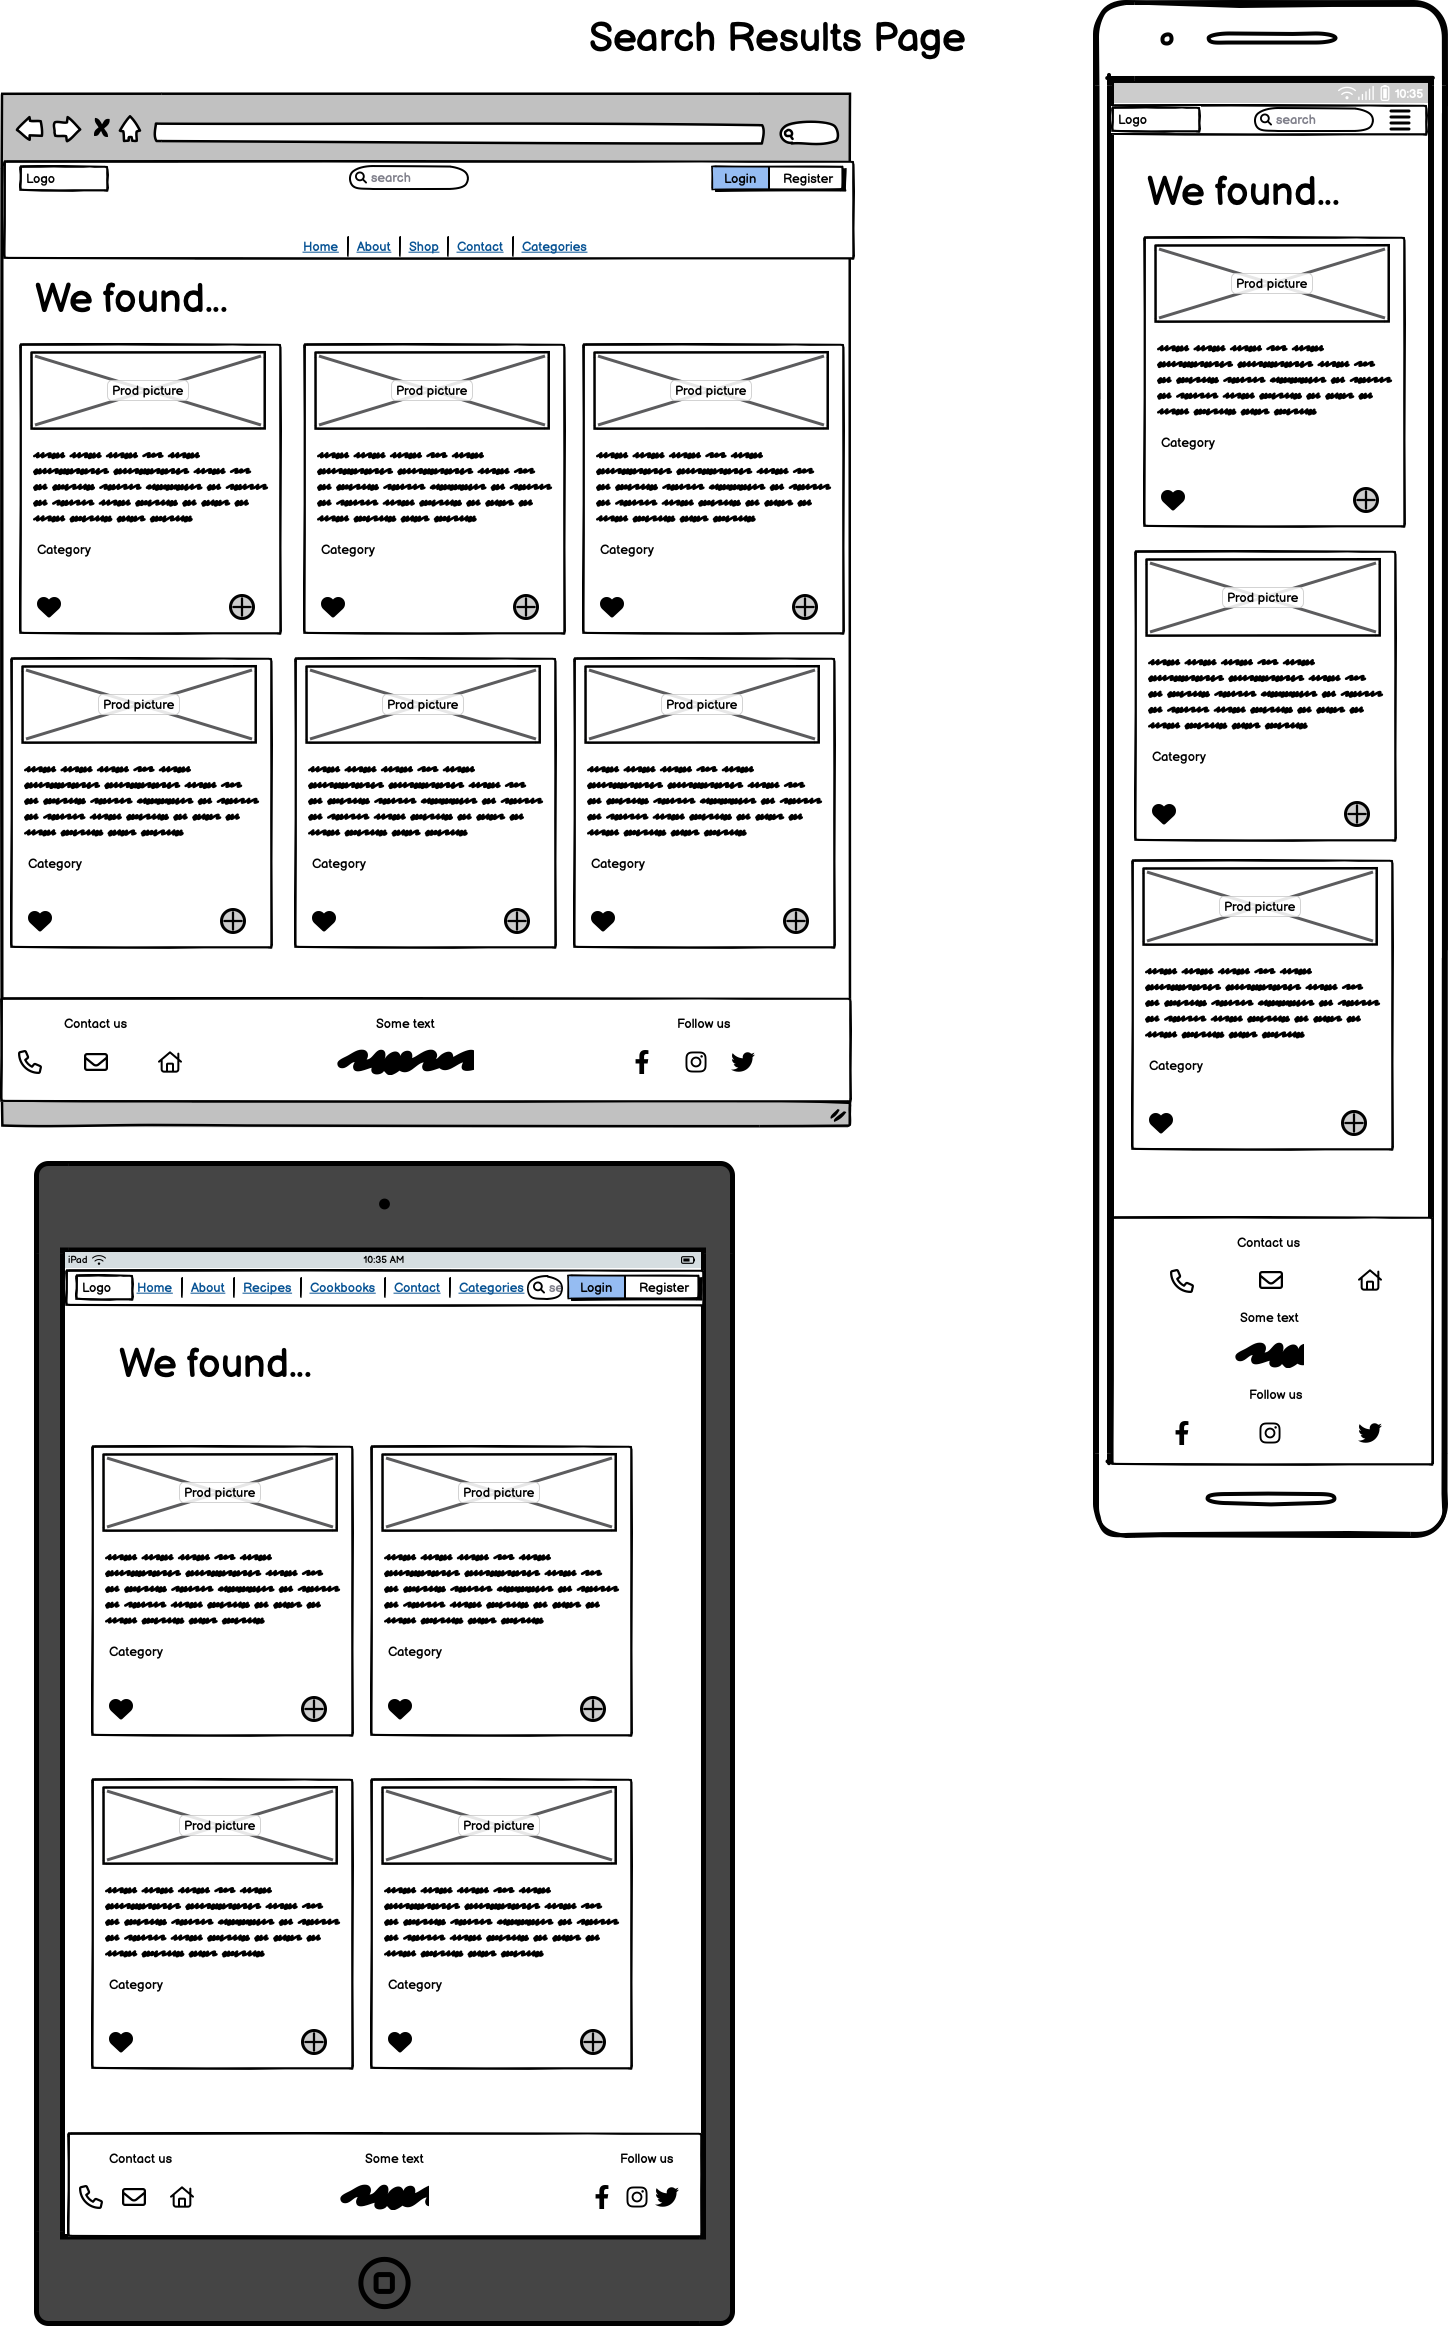 Search Results Page
Logo
search
Login
Register
Home
About
Shop
Contact
Categories
We found...
Prod picture
Prod picture
Prod picture
Category
Category
Category
Prod picture
Prod picture
Prod picture
Category
Category
Category
Contact us
Some text
Follow us
10:35
Logo
search
We found...
Prod picture
Category
Prod picture
Category
Prod picture
Category
Contact us
Some text
Follow us
iPad
10:35 AM
Logo
Home
About
Recipes
Cookbooks
Contact
Categories
se
Login
Register
We found...
Prod picture
Prod picture
Category
Category
Prod picture
Prod picture
Category
Category
Contact us
Some text
Follow us